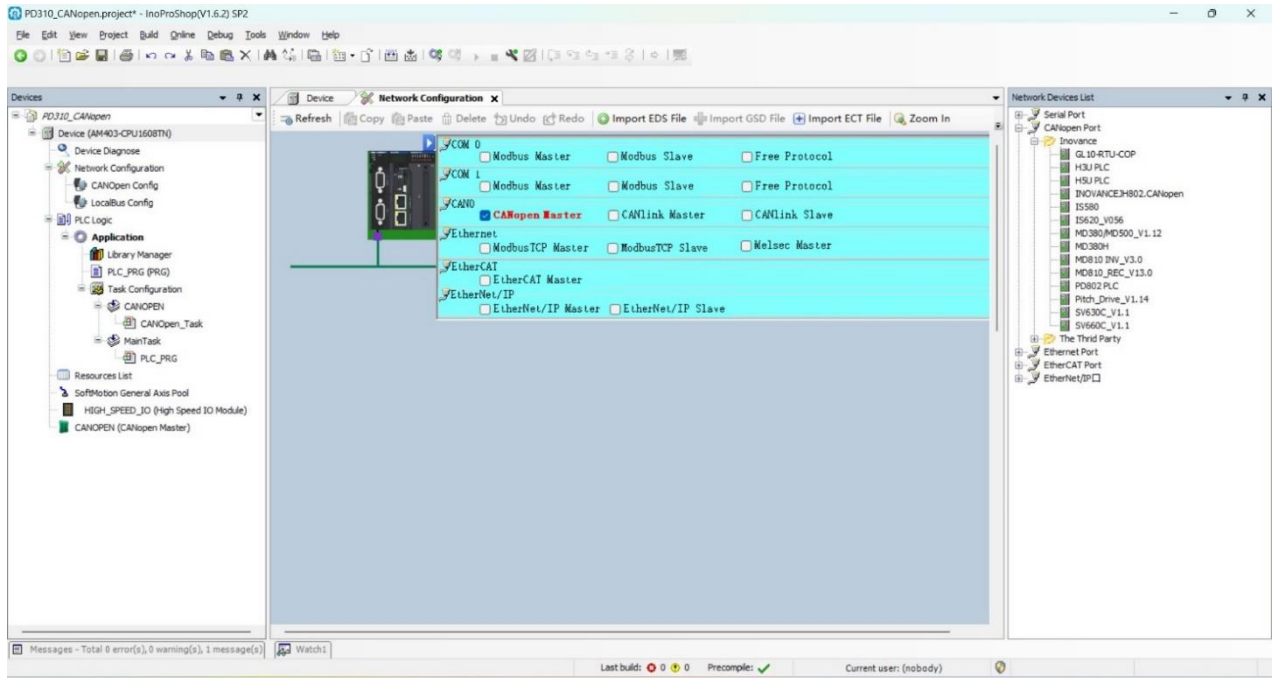 PD310_CANopen.project* - InoProShop(V1.6.2) SP2
File Edit View Project Build Online Debug Tools Window Help
Devices
PD310_CANopen
Device (AM403-CPU1608TN)
Device Diagnose
Network Configuration
CANOpen Config
LocalBus Config
PLC Logic
Application
Library Manager
PLC_PRG (PRG)
Task Configuration
CANOPEN
CANOpen_Task
MainTask
PLC_PRG
Resources List
SoftMotion General Axis Pool
HIGH_SPEED_IO (High Speed IO Module)
CANOPEN (CANopen Master)
Device Network Configuration
Refresh Copy Paste Delete Undo Redo Import EDS File Import GSD File Import ECT File Zoom In
COM 0
Modbus Master Modbus Slave Free Protocol
COM 1
Modbus Master Modbus Slave Free Protocol
CAN0
CANopen Master CANlink Master CANlink Slave
Ethernet
ModbusTCP Master ModbusTCP Slave Melsec Master
EtherCAT
EtherCAT Master
EtherNet/IP
EtherNet/IP Master EtherNet/IP Slave
Network Devices List
Serial Port
CANopen Port
Inovance
GL10-RTU-COP
H3U PLC
H5U PLC
INOVANCEJH802.CANopen
IS580
IS620_V056
MD380/MD500_V1.12
MD380H
MD810 INV_V3.0
MD810_REC_V13.0
PD802 PLC
Pitch_Drive_V1.14
SV630C_V1.1
SV660C_V1.1
The Thrid Party
Ethernet Port
EtherCAT Port
EtherNet/IP口
Messages - Total 0 error(s), 0 warning(s), 1 message(s) Watch1
Last build: 0 0 Precompile: Current user: (nobody)